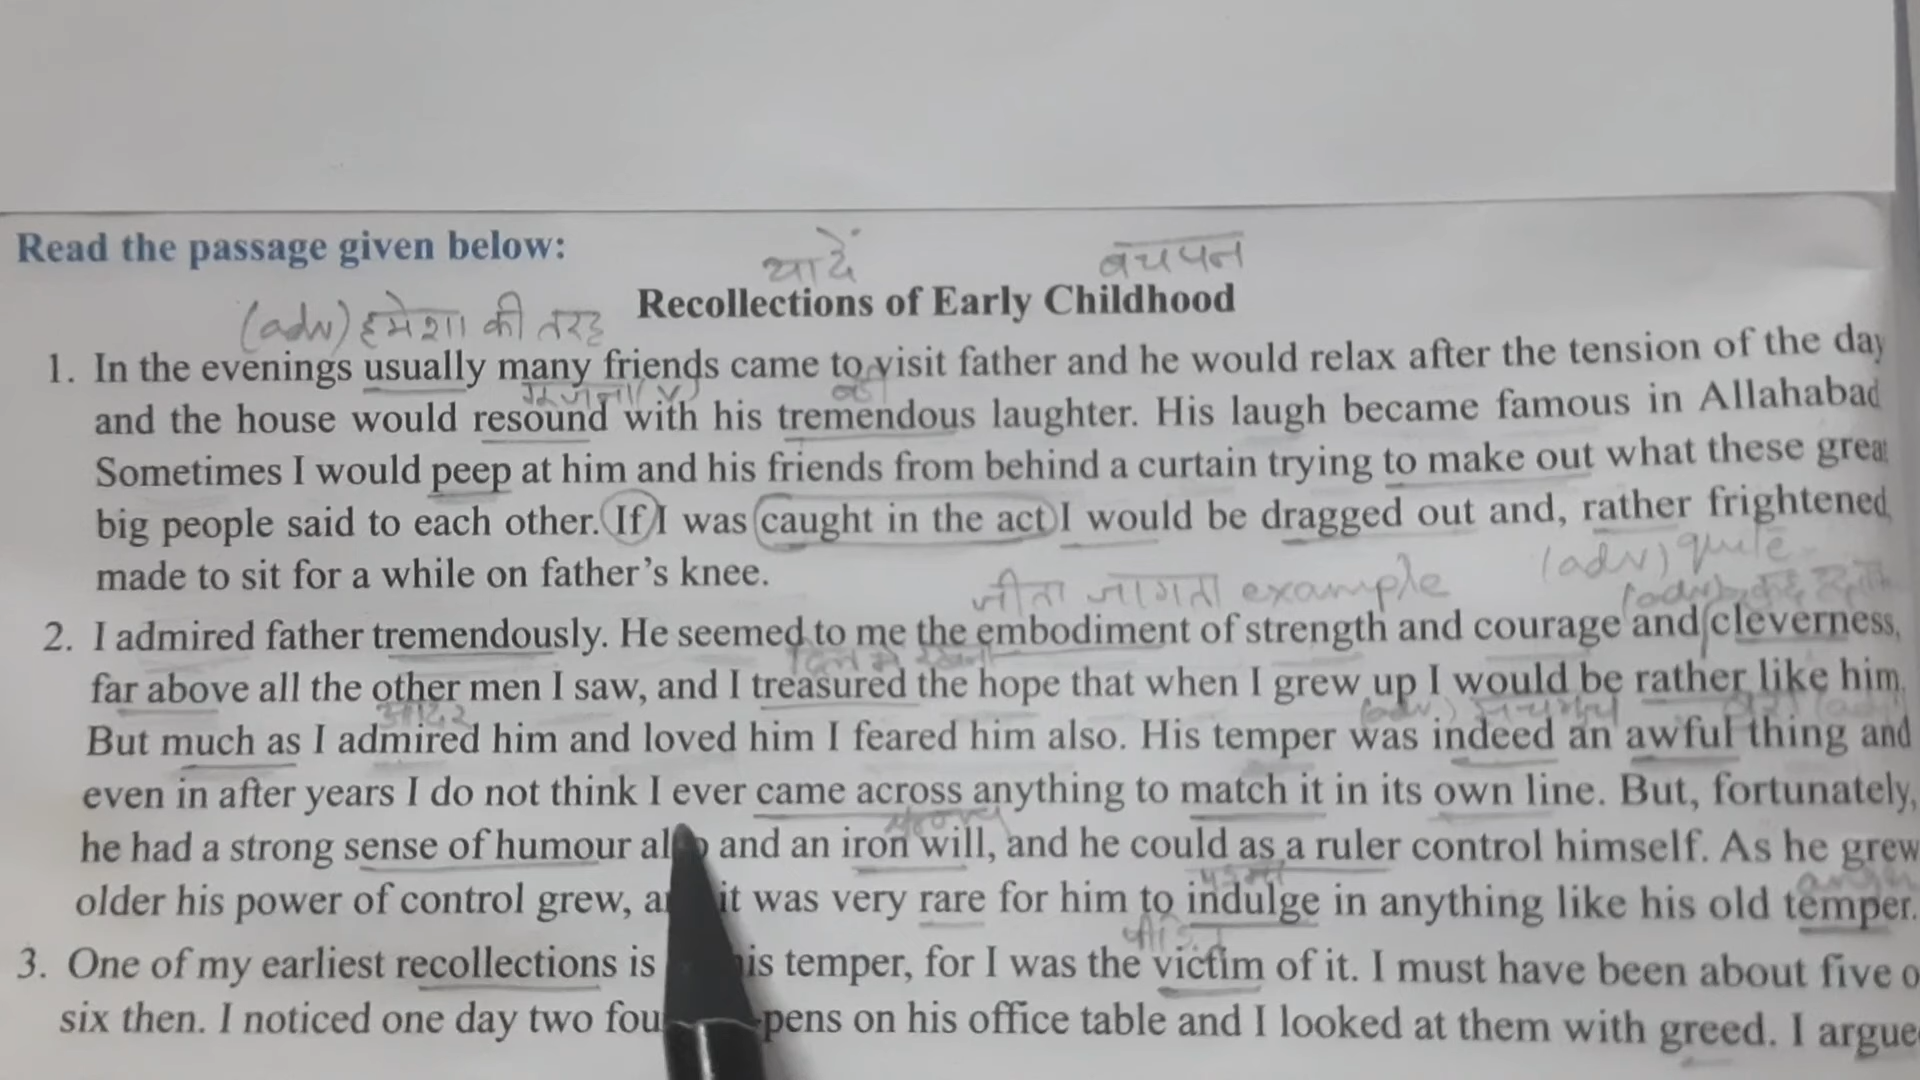 Read the passage given below:
यादें बचपन
Recollections of Early Childhood
(adv) हमेशा की तरह
1. In the evenings usually many friends came to visit father and he would relax after the tension of the day
and the house would resound with his tremendous laughter. His laugh became famous in Allahabad
Sometimes I would peep at him and his friends from behind a curtain trying to make out what these great
big people said to each other. If I was caught in the act I would be dragged out and, rather frightened
(adv) quite
made to sit for a while on father's knee.
जीता जागता example
2. I admired father tremendously. He seemed to me the embodiment of strength and courage and cleverness,
far above all the other men I saw, and I treasured the hope that when I grew up I would be rather like him.
आदर
But much as I admired him and loved him I feared him also. His temper was indeed an awful thing and
even in after years I do not think I ever came across anything to match it in its own line. But, fortunately,
he had a strong sense of humour al and an iron will, and he could as a ruler control himself. As he grew
older his power of control grew, a it was very rare for him to indulge in anything like his old temper.
3. One of my earliest recollections is is temper, for I was the victim of it. I must have been about five o
six then. I noticed one day two fou -pens on his office table and I looked at them with greed. I argue